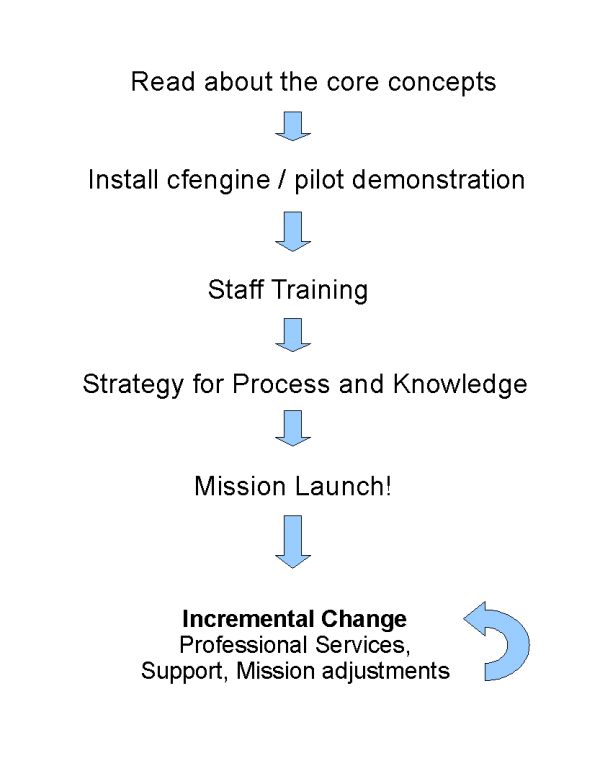 Read about the core concepts
Install cfengine / pilot demonstration
Staff Training
Strategy for Process and Knowledge
Mission Launch!
Incremental Change
Professional Services,
Support, Mission adjustments